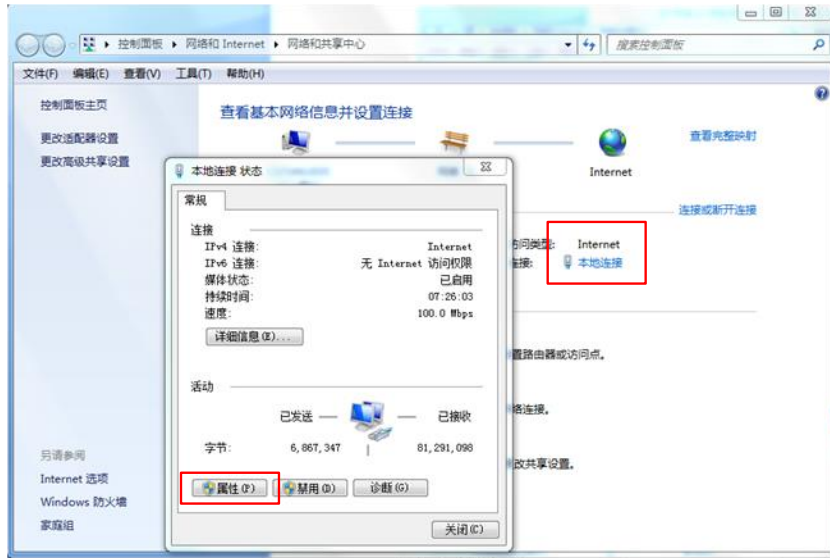 控制面板 ▸ 网络和 Internet ▸ 网络和共享中心
搜索控制面板
文件(F) 编辑(E) 查看(V) 工具(T) 帮助(H)
控制面板主页
更改适配器设置
更改高级共享设置
查看基本网络信息并设置连接
查看完整映射
Internet
连接或断开连接
访问类型: Internet
连接: 本地连接
置路由器或访问点。
络连接。
改共享设置。
本地连接 状态
常规
连接
IPv4 连接: Internet
IPv6 连接: 无 Internet 访问权限
媒体状态: 已启用
持续时间: 07:26:03
速度: 100.0 Mbps
详细信息(E)...
活动
已发送 — — 已接收
字节: 6,867,347 | 81,291,098
属性(P) 禁用(D) 诊断(G)
关闭(C)
另请参阅
Internet 选项
Windows 防火墙
家庭组